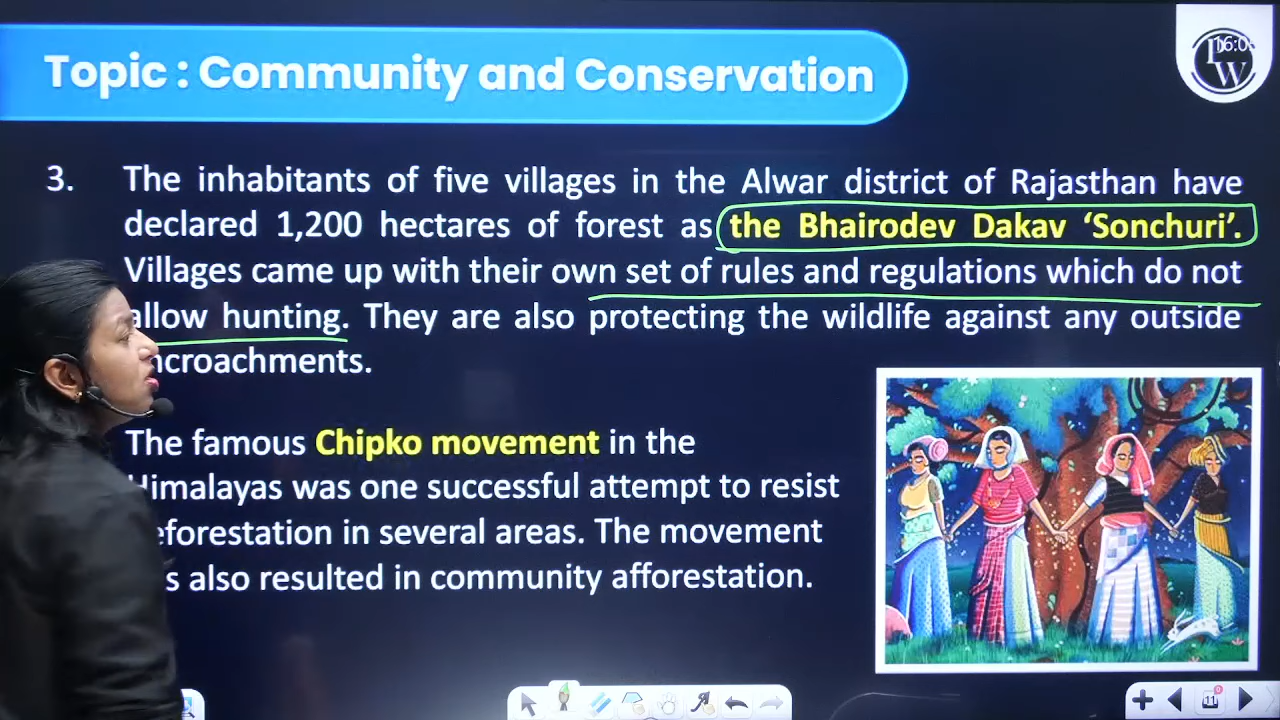 Topic : Community and Conservation
3. The inhabitants of five villages in the Alwar district of Rajasthan have
declared 1,200 hectares of forest as the Bhairodev Dakav ‘Sonchuri’.
Villages came up with their own set of rules and regulations which do not
allow hunting. They are also protecting the wildlife against any outside
ncroachments.
The famous Chipko movement in the
Himalayas was one successful attempt to resist
eforestation in several areas. The movement
s also resulted in community afforestation.